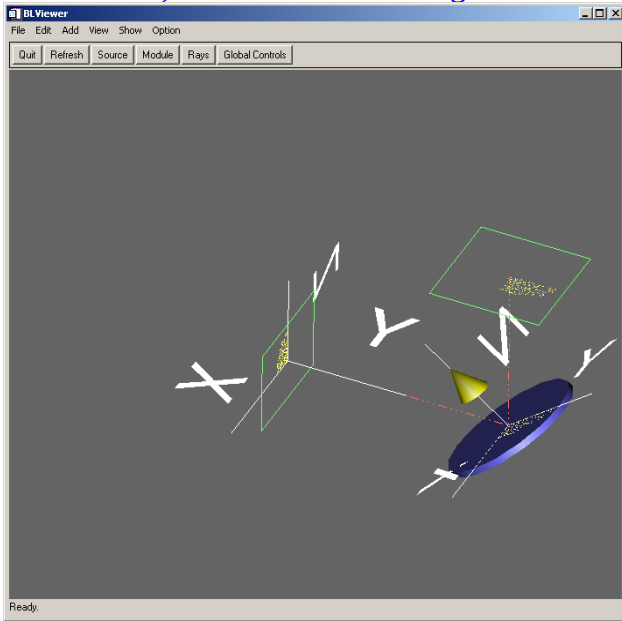 BLViewer
File Edit Add View Show Option
Quit Refresh Source Module Rays Global Controls
Z
Y Z
X Y
X
Ready.